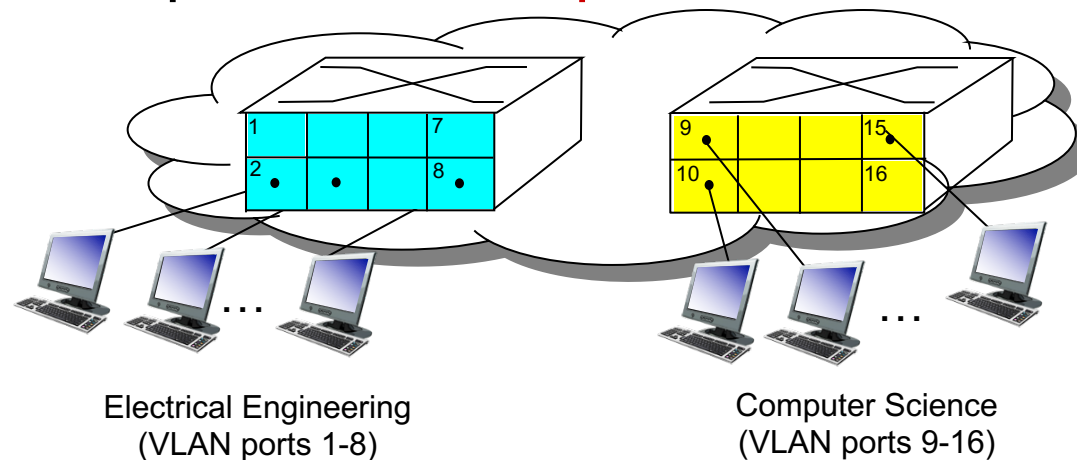 1 7
2 8
9 15
10 16
... ...
Electrical Engineering
(VLAN ports 1-8)
Computer Science
(VLAN ports 9-16)